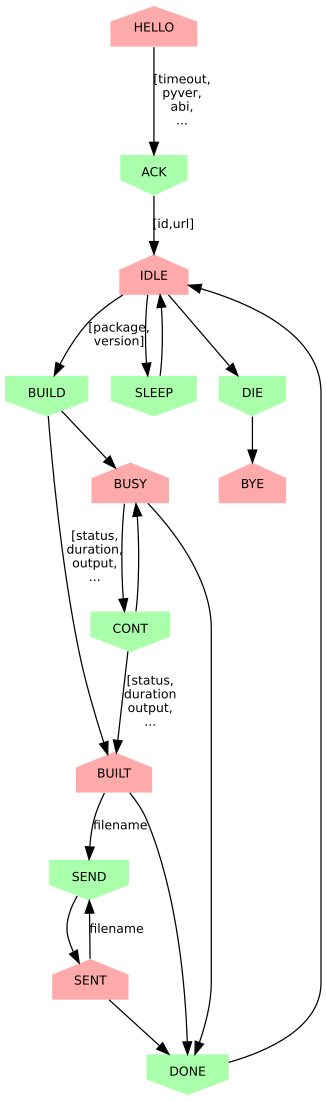 HELLO
[timeout,
pyver,
abi,
...
ACK
[id,url]
IDLE
[package,
version]
BUILD
SLEEP
DIE
BUSY
BYE
[status,
duration,
output,
...
CONT
[status,
duration
output,
...
BUILT
filename
SEND
filename
SENT
DONE